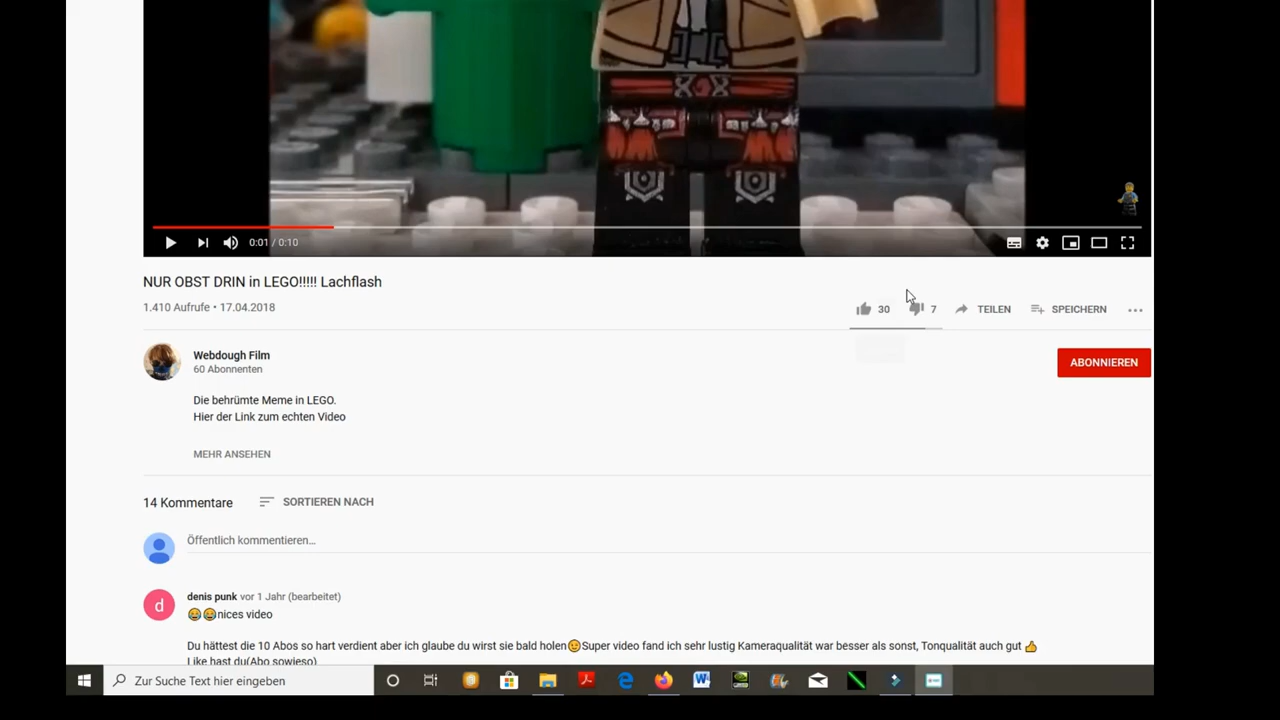 0:01 / 0:10
NUR OBST DRIN in LEGO!!!!! Lachflash
1.410 Aufrufe • 17.04.2018
30
7
TEILEN
SPEICHERN
Webdough Film
60 Abonnenten
ABONNIEREN
Die behrümte Meme in LEGO.
Hier der Link zum echten Video
MEHR ANSEHEN
14 Kommentare
SORTIEREN NACH
Öffentlich kommentieren...
d
denis punk vor 1 Jahr (bearbeitet)
😂😂nices video
Du hättest die 10 Abos so hart verdient aber ich glaube du wirst sie bald holen😉Super video fand ich sehr lustig Kameraqualität war besser als sonst, Tonqualität auch gut 👍
Like hast du(Abo sowieso)
Zur Suche Text hier eingeben